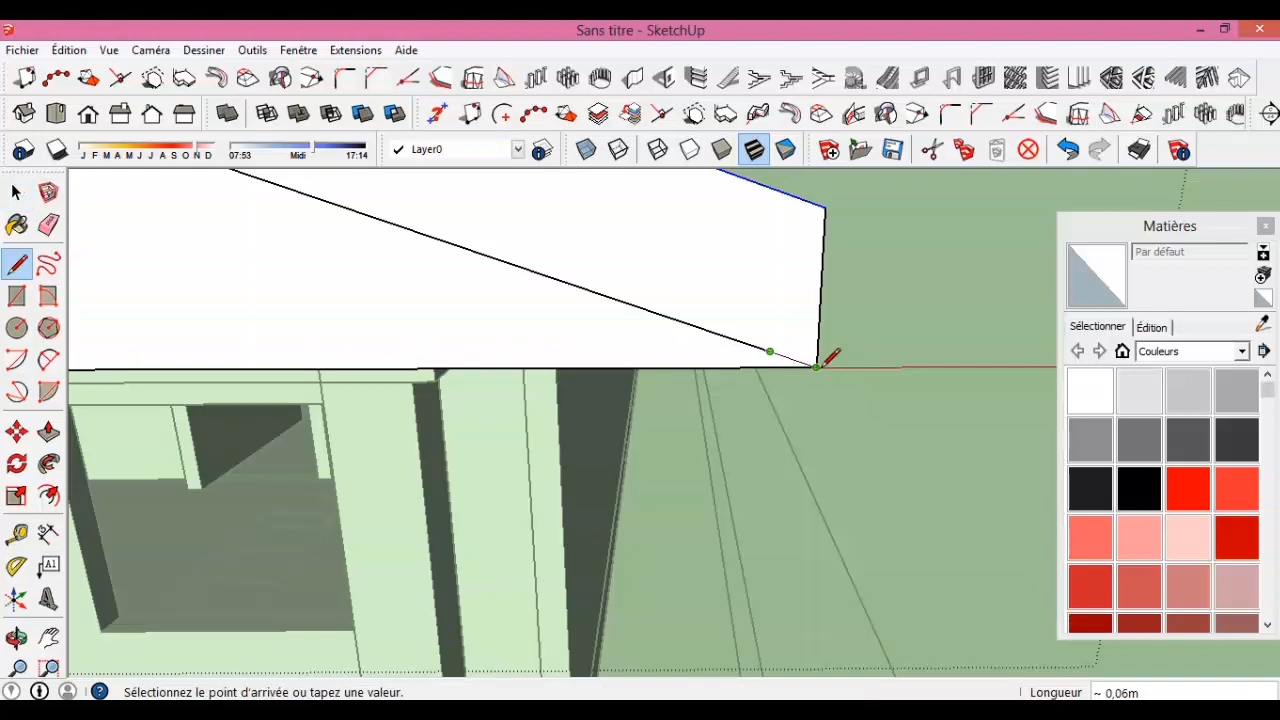 Sans titre - SketchUp
Fichier Édition Vue Caméra Dessiner Outils Fenêtre Extensions Aide
J F M A M J J A S O N D
07:53 Midi 17:14
Layer0
Matières
Par défaut
Sélectionner Édition
Couleurs
A1
Sélectionnez le point d'arrivée ou tapez une valeur.
Longueur ~ 0,06m